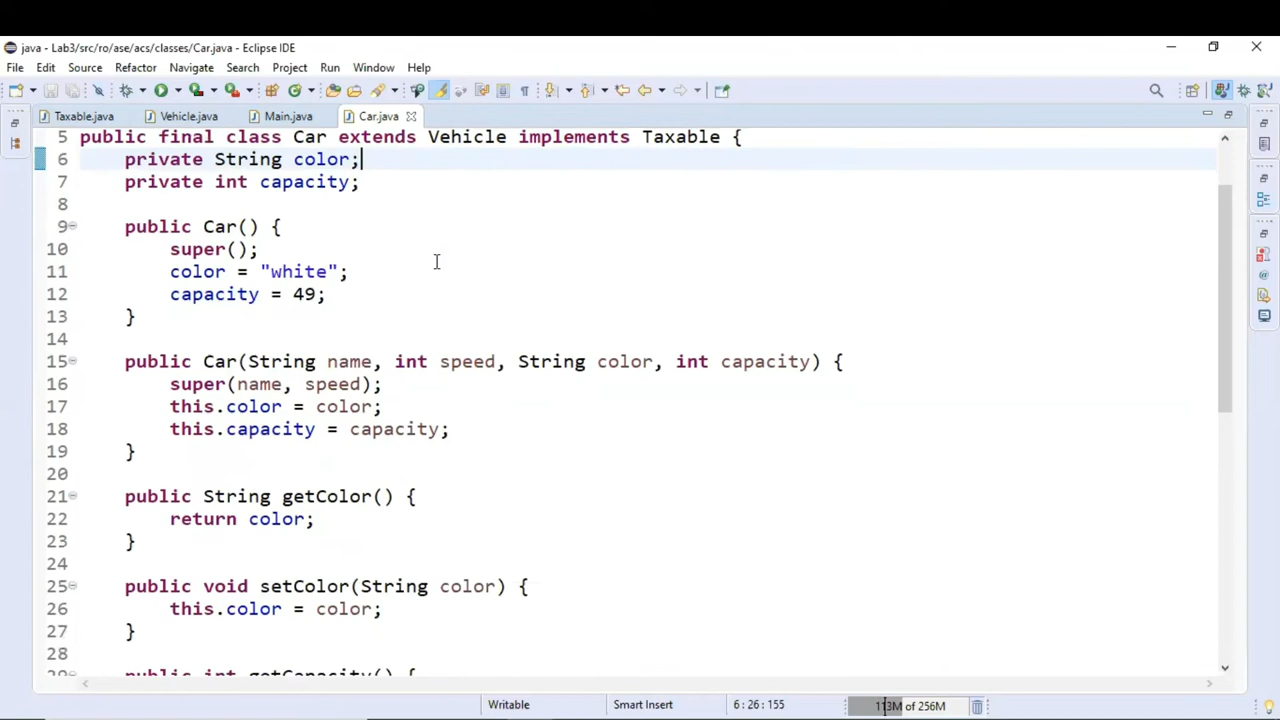 java - Lab3/src/ro/ase/acs/classes/Car.java - Eclipse IDE
File Edit Source Refactor Navigate Search Project Run Window Help
Taxable.java Vehicle.java Main.java Car.java
5 public final class Car extends Vehicle implements Taxable {
6 private String color;
7 private int capacity;
8
9 public Car() {
10 super();
11 color = "white";
12 capacity = 49;
13 }
14
15 public Car(String name, int speed, String color, int capacity) {
16 super(name, speed);
17 this.color = color;
18 this.capacity = capacity;
19 }
20
21 public String getColor() {
22 return color;
23 }
24
25 public void setColor(String color) {
26 this.color = color;
27 }
28
29 public int getCapacity() {
Writable Smart Insert 6 : 26 : 155 113M of 256M